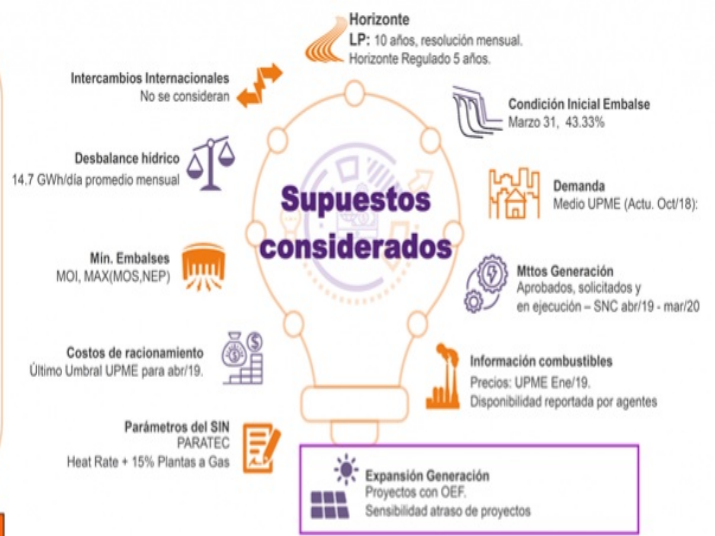 Horizonte
LP: 10 años, resolución mensual.
Horizonte Regulado 5 años.
Intercambios Internacionales
No se consideran
Condición Inicial Embalse
Marzo 31, 43.33%
Desbalance hídrico
14.7 GWh/día promedio mensual
Demanda
Medio UPME (Actu. Oct/18):
Supuestos
considerados
Min. Embalses
MOI, MAX(MOS,NEP)
Mttos Generación
Aprobados, solicitados y
en ejecución – SNC abr/19 - mar/20
Costos de racionamiento
Último Umbral UPME para abr/19.
Información combustibles
Precios: UPME Ene/19.
Disponibilidad reportada por agentes
Parámetros del SIN
PARATEC
Heat Rate + 15% Plantas a Gas
Expansión Generación
Proyectos con OEF.
Sensibilidad atraso de proyectos